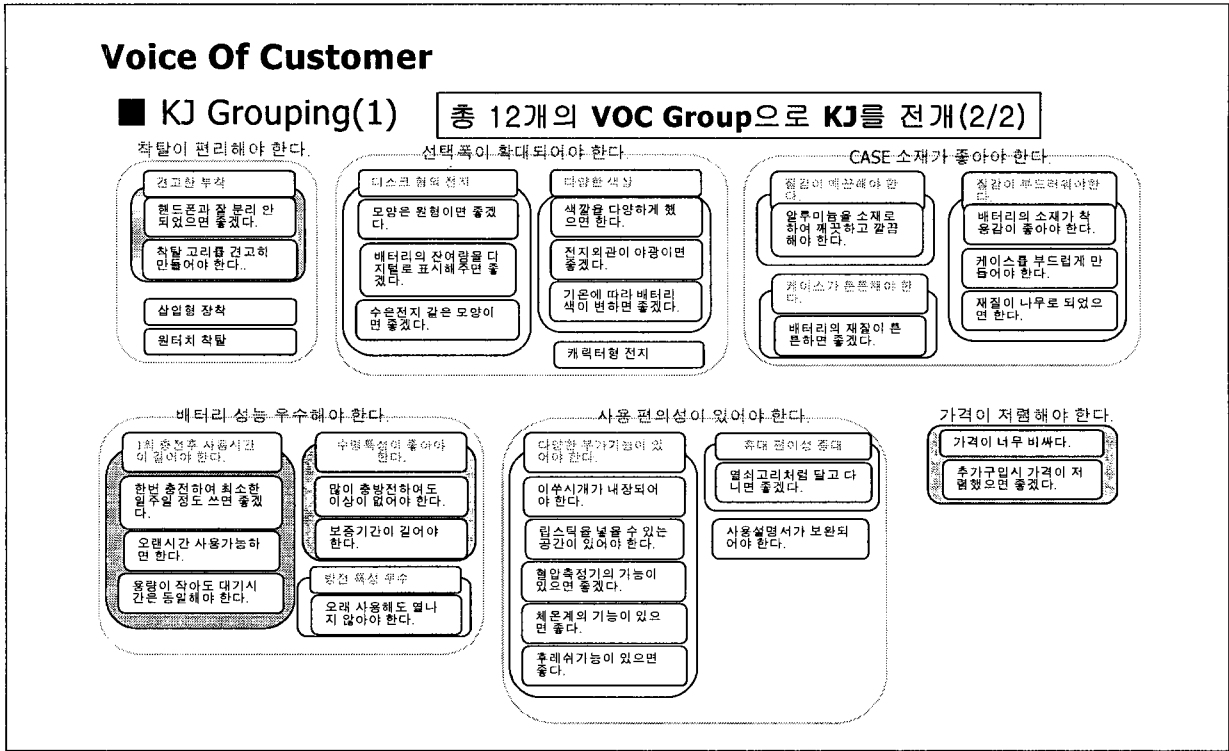 Voice Of Customer
■ KJ Grouping(1)
총 12개의 VOC Group으로 KJ를 전개(2/2)
착탈이 편리해야 한다.
견고한 부착
핸드폰과 잘 분리 안
되었으면 좋겠다.
착탈 고리를 견고히
만들어야 한다..
삽입형 장착
원터치 착탈
선택폭이 확대되어야 한다.
디스크 형의 전지
모양은 원형이면 좋겠
다.
배터리의 잔여량을 디
지털로 표시해주면 좋
겠다.
수은전지 같은 모양이
면 좋겠다.
다양한 색상
색깔을 다양하게 했
으면 한다.
전지외관이 야광이면
좋겠다.
기온에 따라 배터리
색이 변하면 좋겠다.
캐릭터형 전지
CASE 소재가 좋아야 한다.
질감이 매끈해야 한
다.
알루미늄을 소재로
하여 깨끗하고 깔끔
해야 한다.
케이스가 튼튼해야 한
다.
배터리의 재질이 튼
튼하면 좋겠다.
질감이 부드러워야한
다.
배터리의 소재가 착
용감이 좋아야 한다.
케이스를 부드럽게 만
들어야 한다.
재질이 나무로 되었으
면 한다.
배터리 성능 우수해야 한다.
1회 충전후 사용시간
이 길어야 한다.
한번 충전하여 최소한
일주일 정도 쓰면 좋겠
다.
오랜시간 사용가능하
면 한다.
용량이 작아도 대기시
간은 동일해야 한다.
수명특성이 좋아야
한다.
많이 충방전하여도
이상이 없어야 한다.
보증기간이 길어야
한다.
방전 특성 우수
오래 사용해도 열나
지 않아야 한다.
사용 편의성이 있어야 한다.
다양한 부가기능이 있
어야 한다.
이쑤시개가 내장되어
야 한다.
립스틱을 넣을 수 있는
공간이 있어야 한다.
혈압측정기의 기능이
있으면 좋겠다.
체온계의 기능이 있으
면 좋다.
후레쉬기능이 있으면
좋다.
휴대 편의성 증대
열쇠고리처럼 달고 다
니면 좋겠다.
사용설명서가 보완되
어야 한다.
가격이 저렴해야 한다.
가격이 너무 비싸다.
추가구입시 가격이 저
렴했으면 좋겠다.